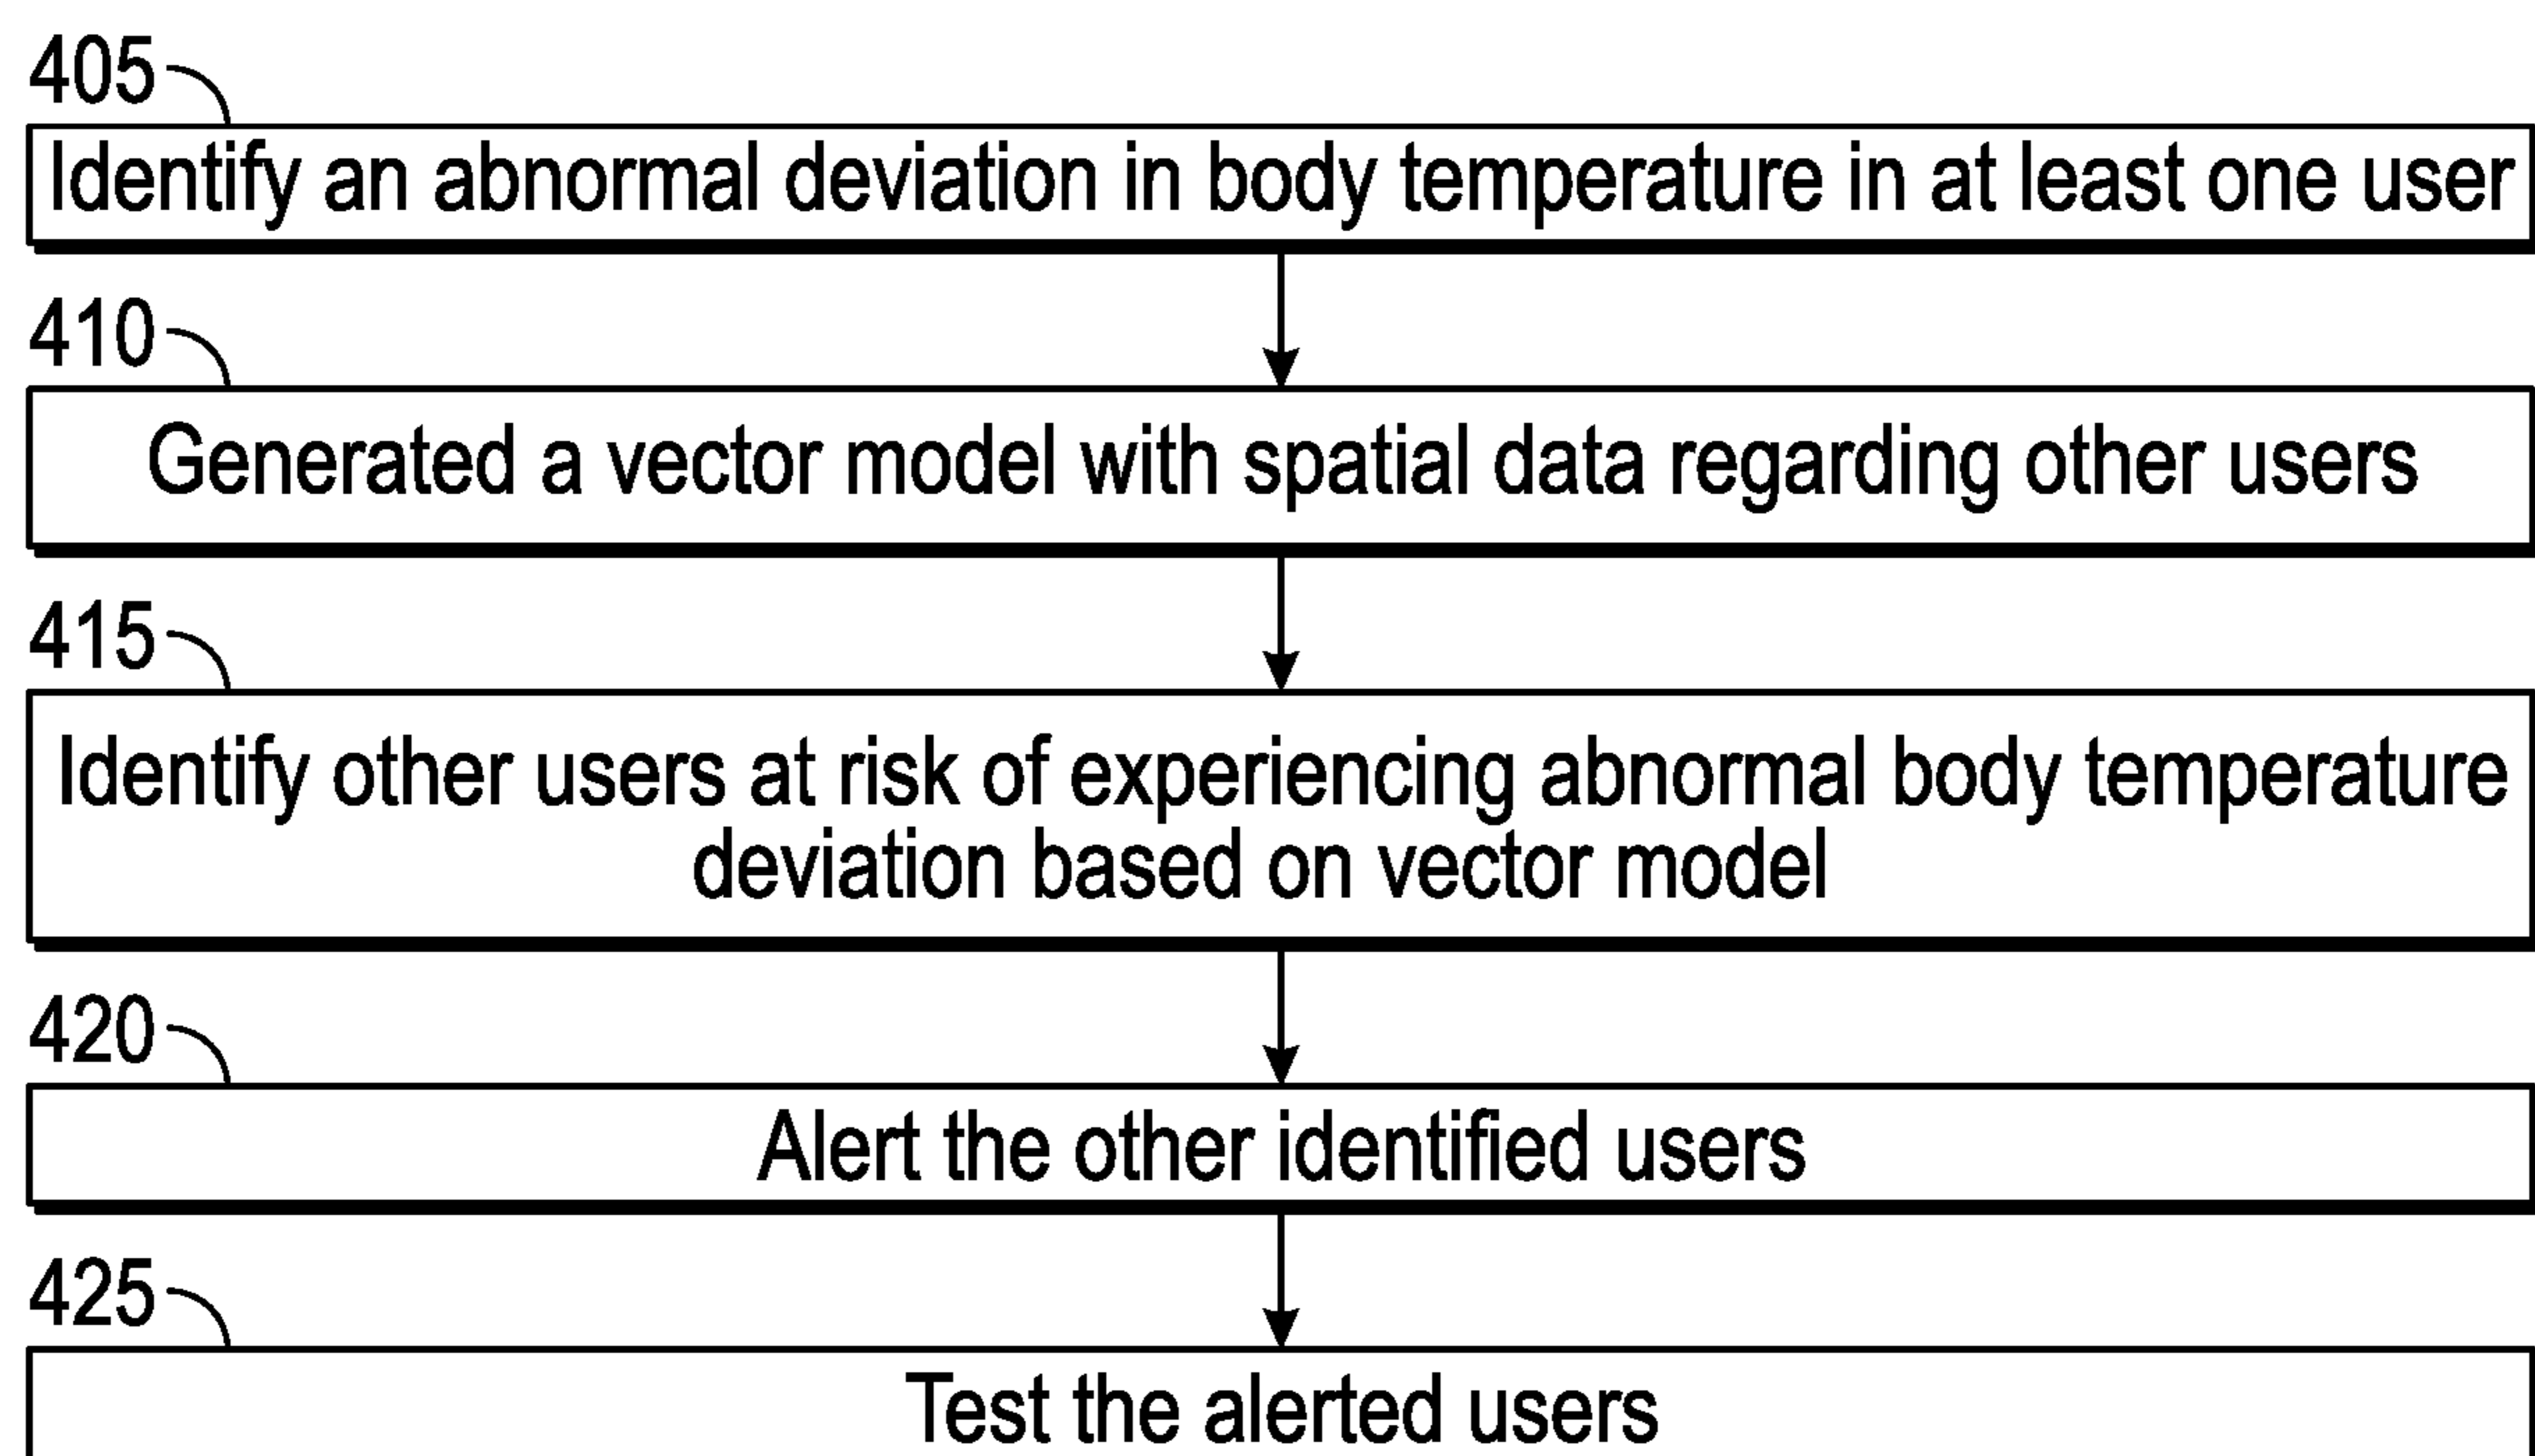 405
Identify an abnormal deviation in body temperature in at least one user
410
Generated a vector model with spatial data regarding other users
415
Identify other users at risk of experiencing abnormal body temperature
deviation based on vector model
420
Alert the other identified users
425
Test the alerted users